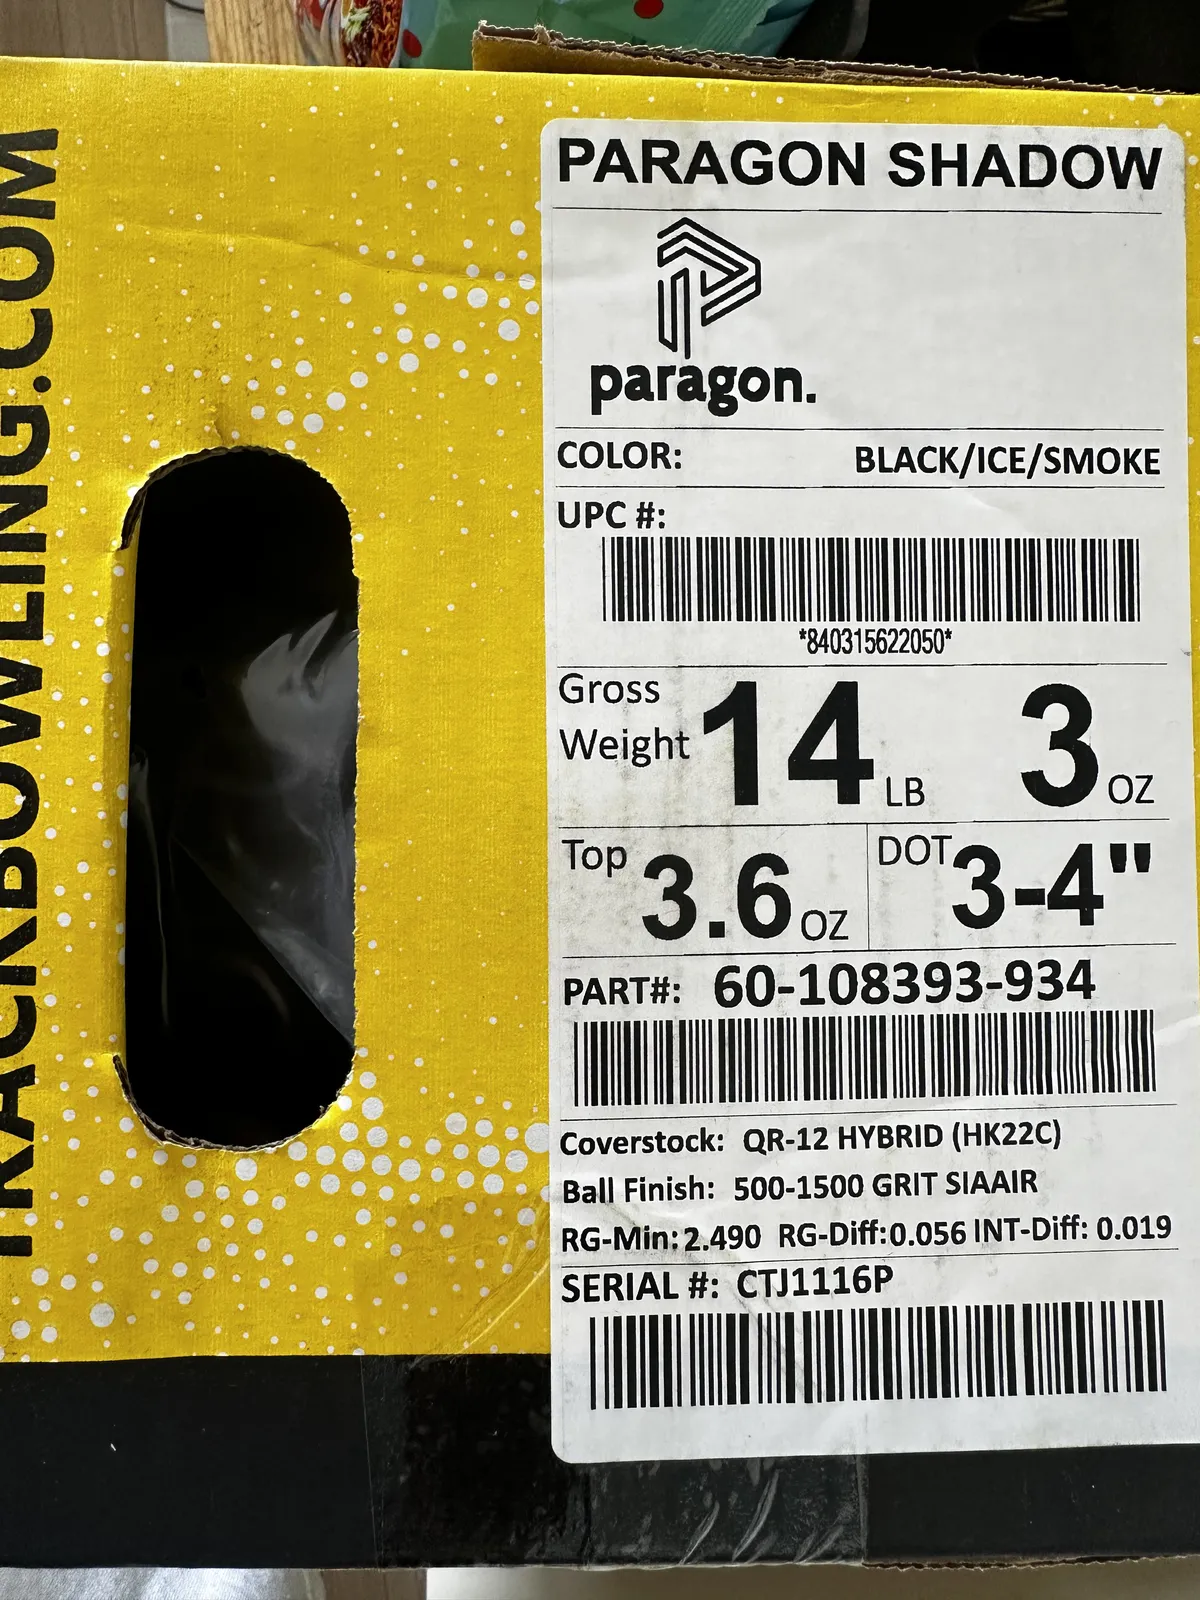 TRACKBOWLING.COM
PARAGON SHADOW
paragon.
COLOR: BLACK/ICE/SMOKE
UPC #:
*840315622050*
Gross Weight 14 LB 3 OZ
Top 3.6 OZ DOT 3-4"
PART#: 60-108393-934
Coverstock: QR-12 HYBRID (HK22C)
Ball Finish: 500-1500 GRIT SIAAIR
RG-Min: 2.490 RG-Diff: 0.056 INT-Diff: 0.019
SERIAL #: CTJ1116P